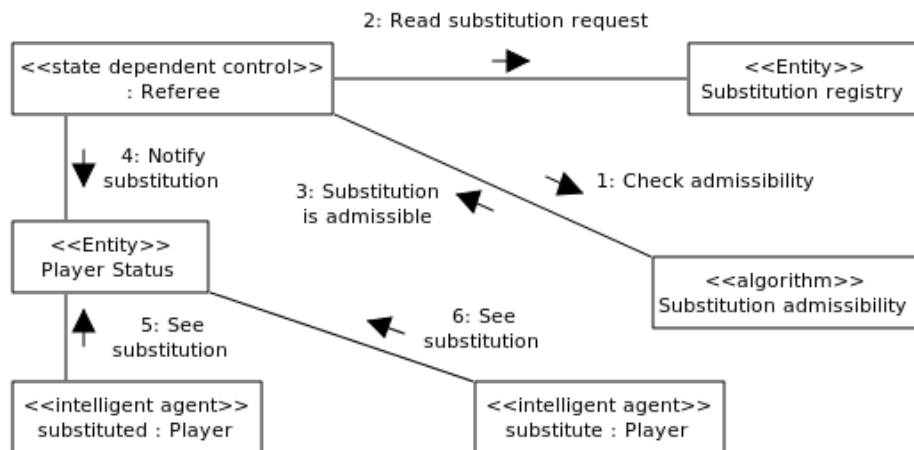 2: Read substitution request
<<state dependent control>>
: Referee
<<Entity>>
Substitution registry
4: Notify
substitution
3: Substitution
is admissible
1: Check admissibility
<<Entity>>
Player Status
<<algorithm>>
Substitution admissibility
5: See
substitution
6: See
substitution
<<intelligent agent>>
substituted : Player
<<intelligent agent>>
substitute : Player